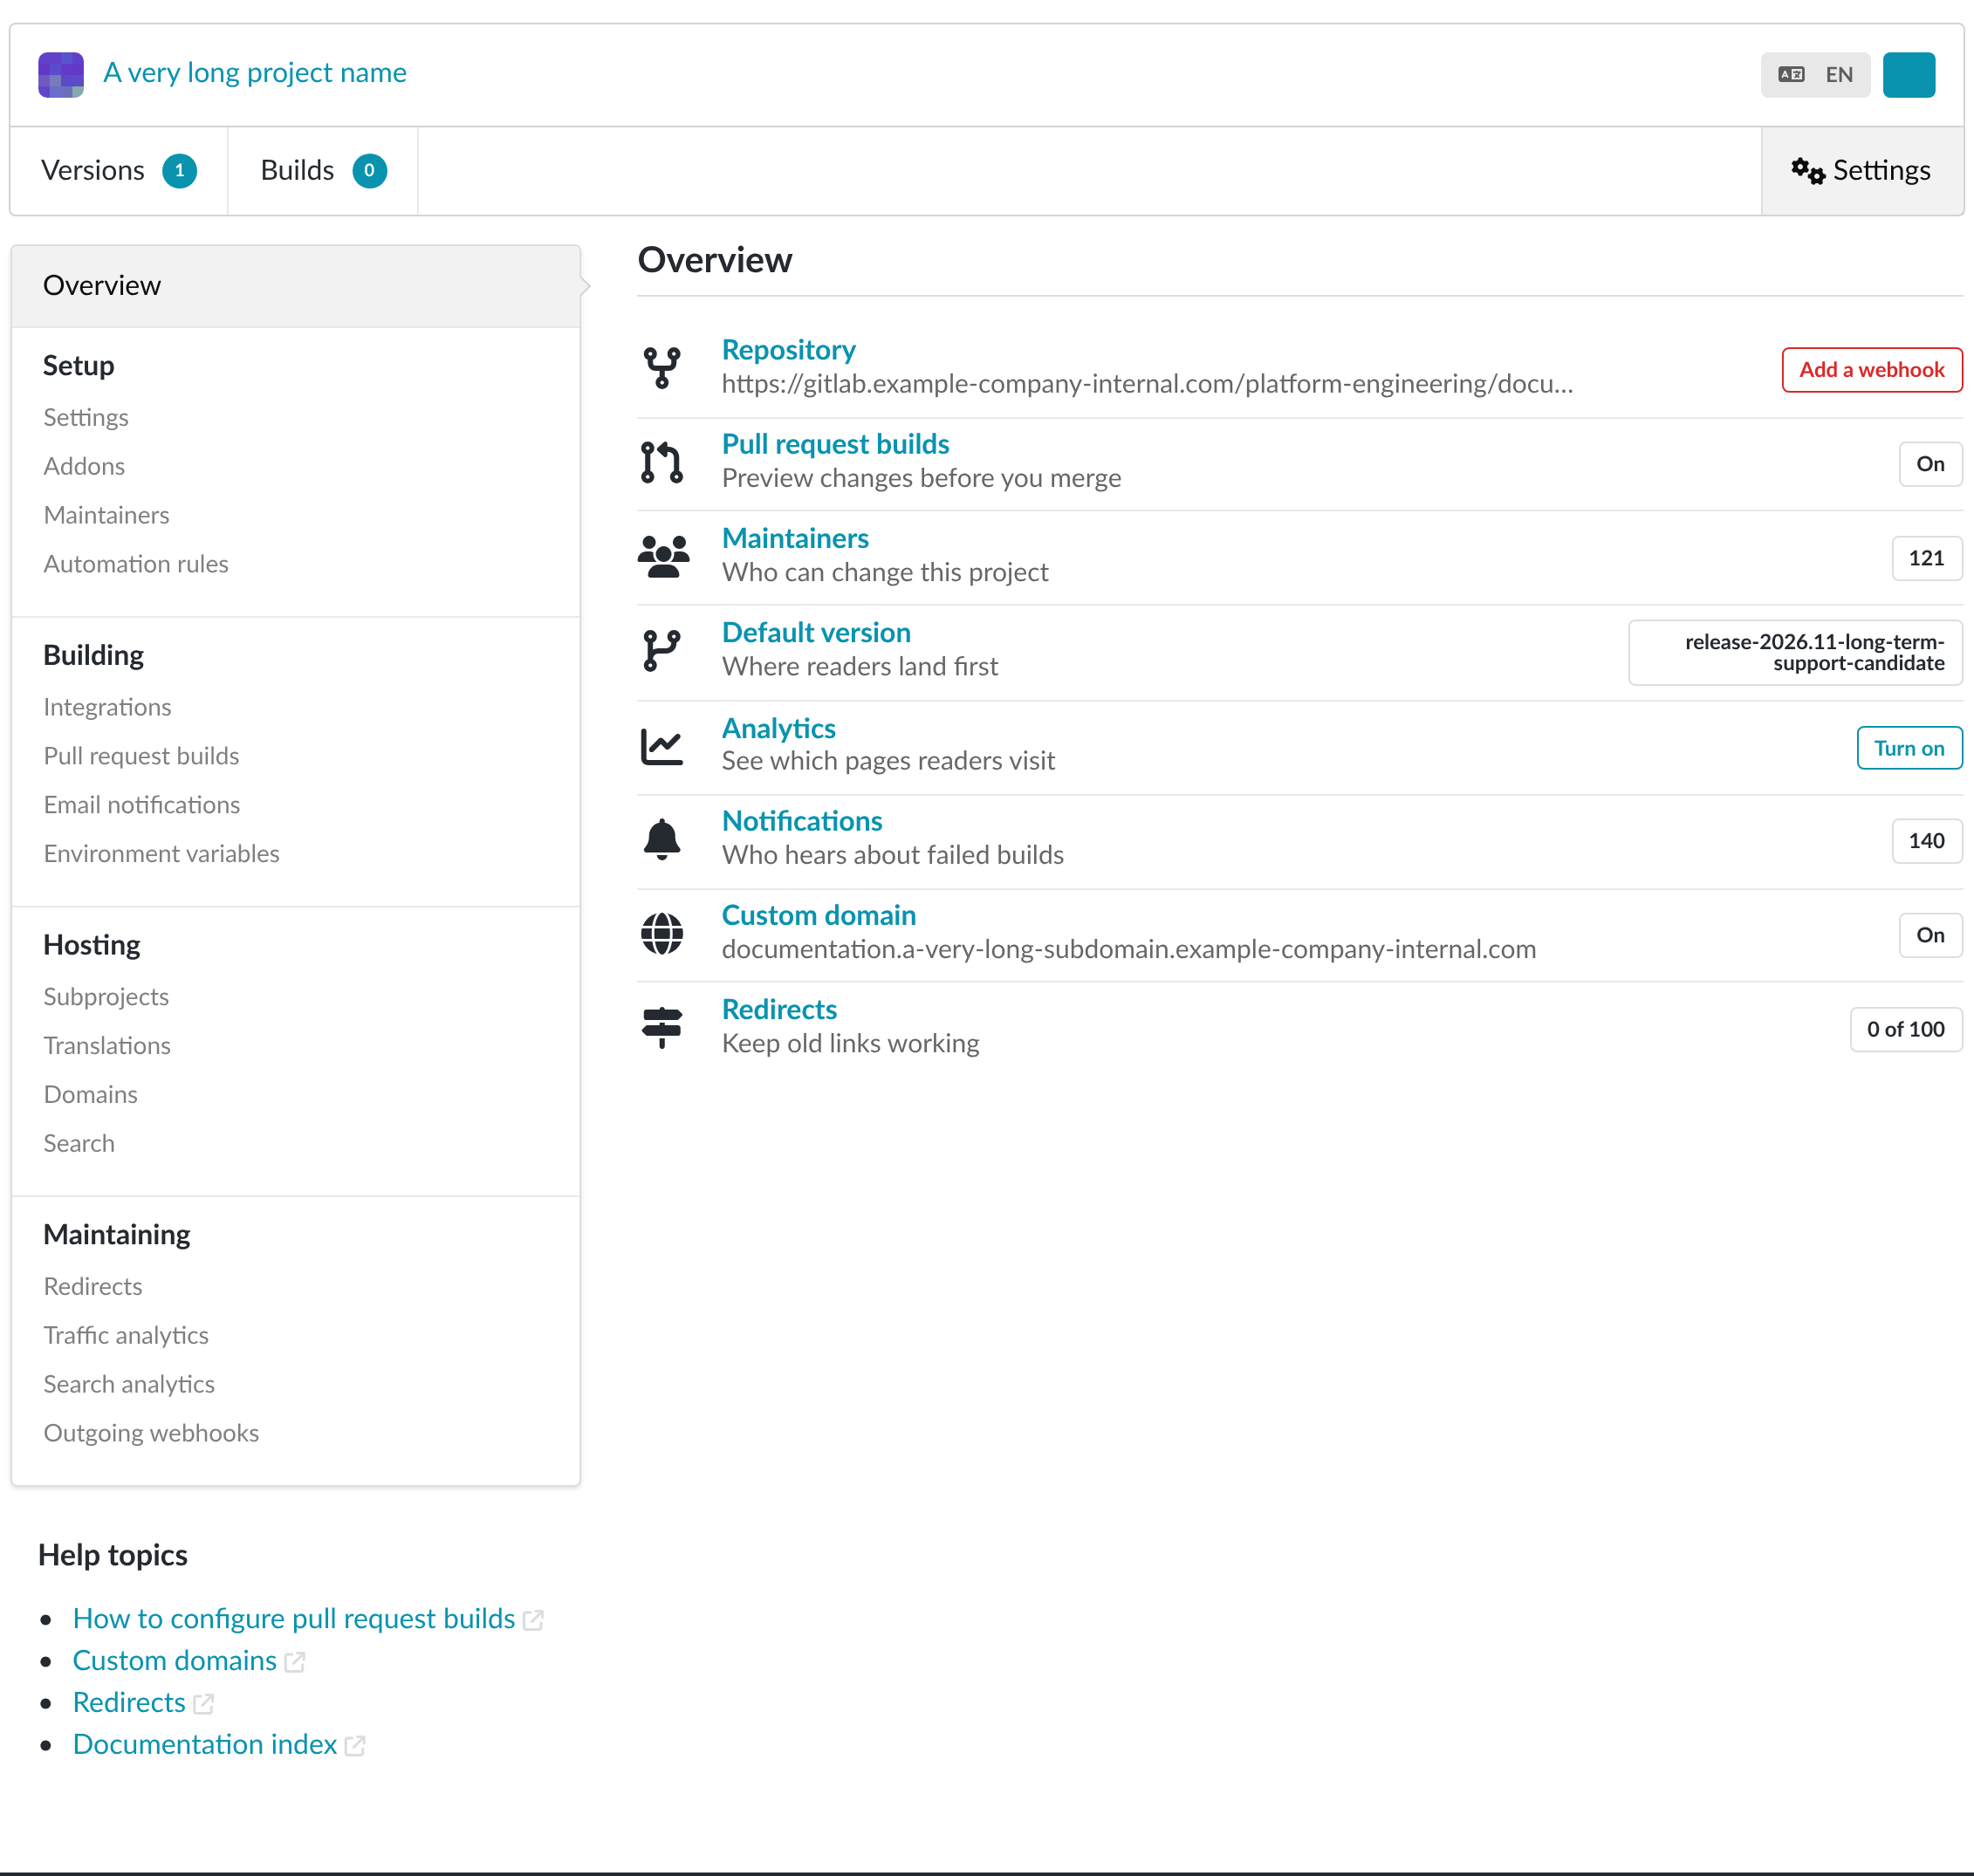 A very long project name
EN
Versions 1
Builds 0
Settings
Overview
Setup
Settings
Addons
Maintainers
Automation rules
Building
Integrations
Pull request builds
Email notifications
Environment variables
Hosting
Subprojects
Translations
Domains
Search
Maintaining
Redirects
Traffic analytics
Search analytics
Outgoing webhooks
Help topics
How to configure pull request builds
Custom domains
Redirects
Documentation index
Overview
Repository
https://gitlab.example-company-internal.com/platform-engineering/docu...
Add a webhook
Pull request builds
Preview changes before you merge
On
Maintainers
Who can change this project
121
Default version
Where readers land first
release-2026.11-long-term-
support-candidate
Analytics
See which pages readers visit
Turn on
Notifications
Who hears about failed builds
140
Custom domain
documentation.a-very-long-subdomain.example-company-internal.com
On
Redirects
Keep old links working
0 of 100